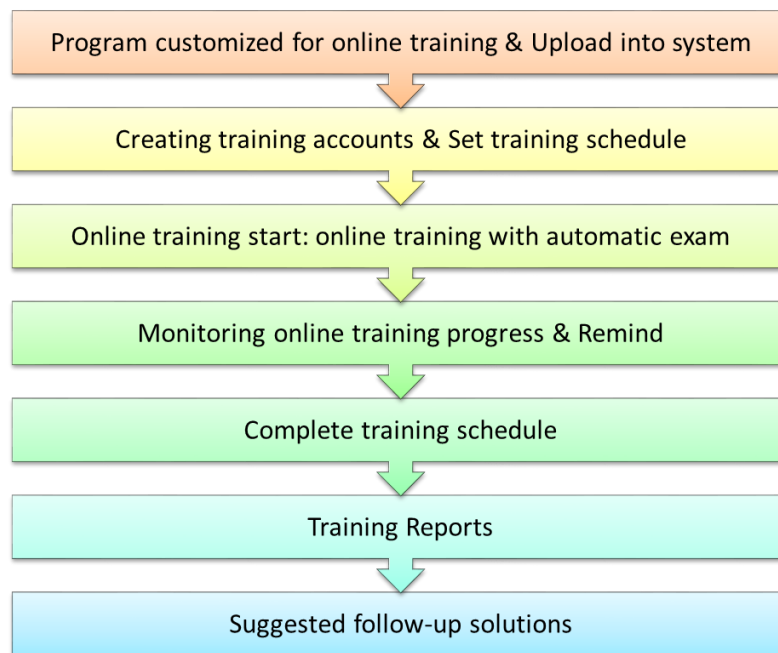 Program customized for online training & Upload into system
Creating training accounts & Set training schedule
Online training start: online training with automatic exam
Monitoring online training progress & Remind
Complete training schedule
Training Reports
Suggested follow-up solutions